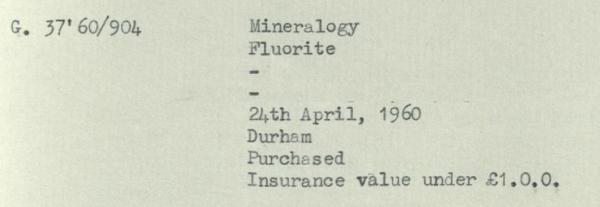 G. 37'60/904 Mineralogy
Fluorite
-
-
24th April, 1960
Durham
Purchased
Insurance value under £1.0.0.